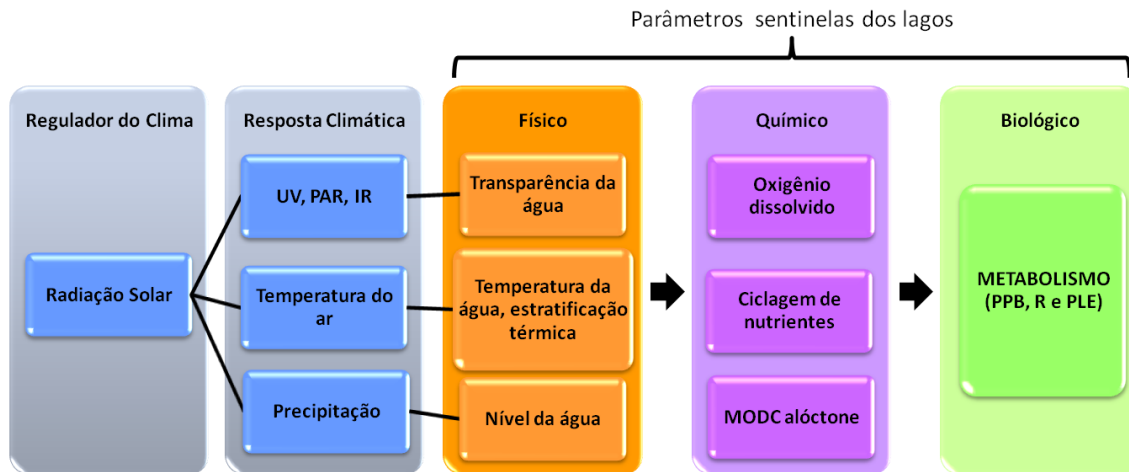 Parâmetros sentinelas dos lagos
Regulador do Clima
Radiação Solar
Resposta Climática
UV, PAR, IR
Temperatura do
ar
Precipitação
Físico
Transparência da
água
Temperatura da
água, estratificação
térmica
Nível da água
Químico
Oxigênio
dissolvido
Ciclagem de
nutrientes
MODC alóctone
Biológico
METABOLISMO
(PPB, R e PLE)